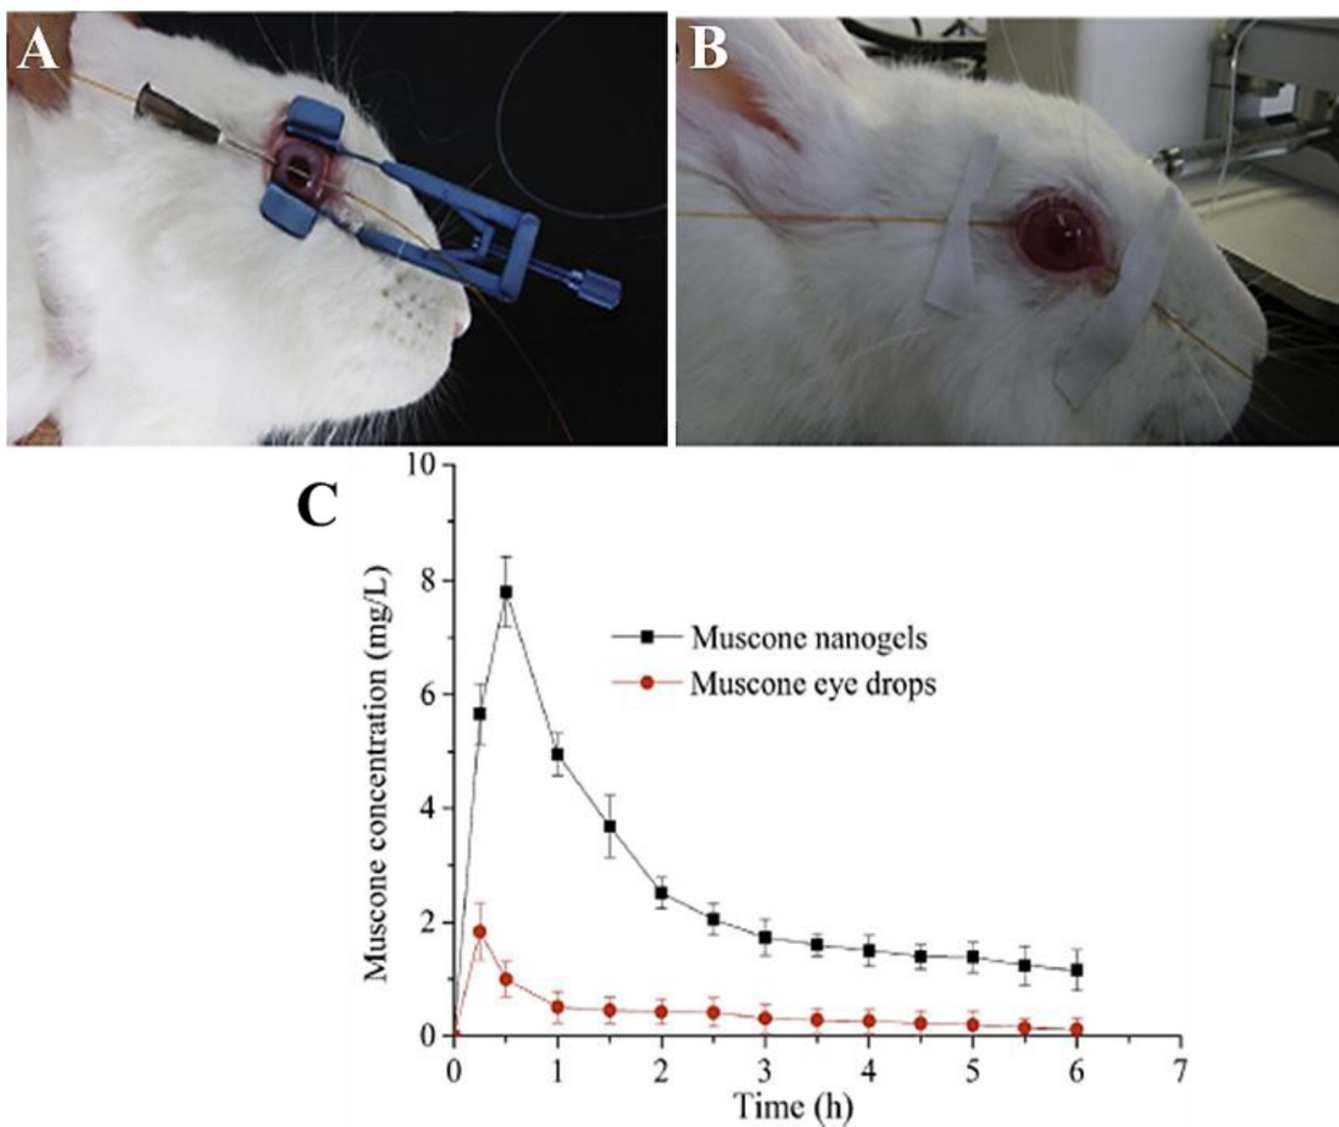 A
B
C
10
8
6
4
2
0
Muscone concentration (mg/L)
Muscone nanogels
Muscone eye drops
0 1 2 3 4 5 6 7
Time (h)